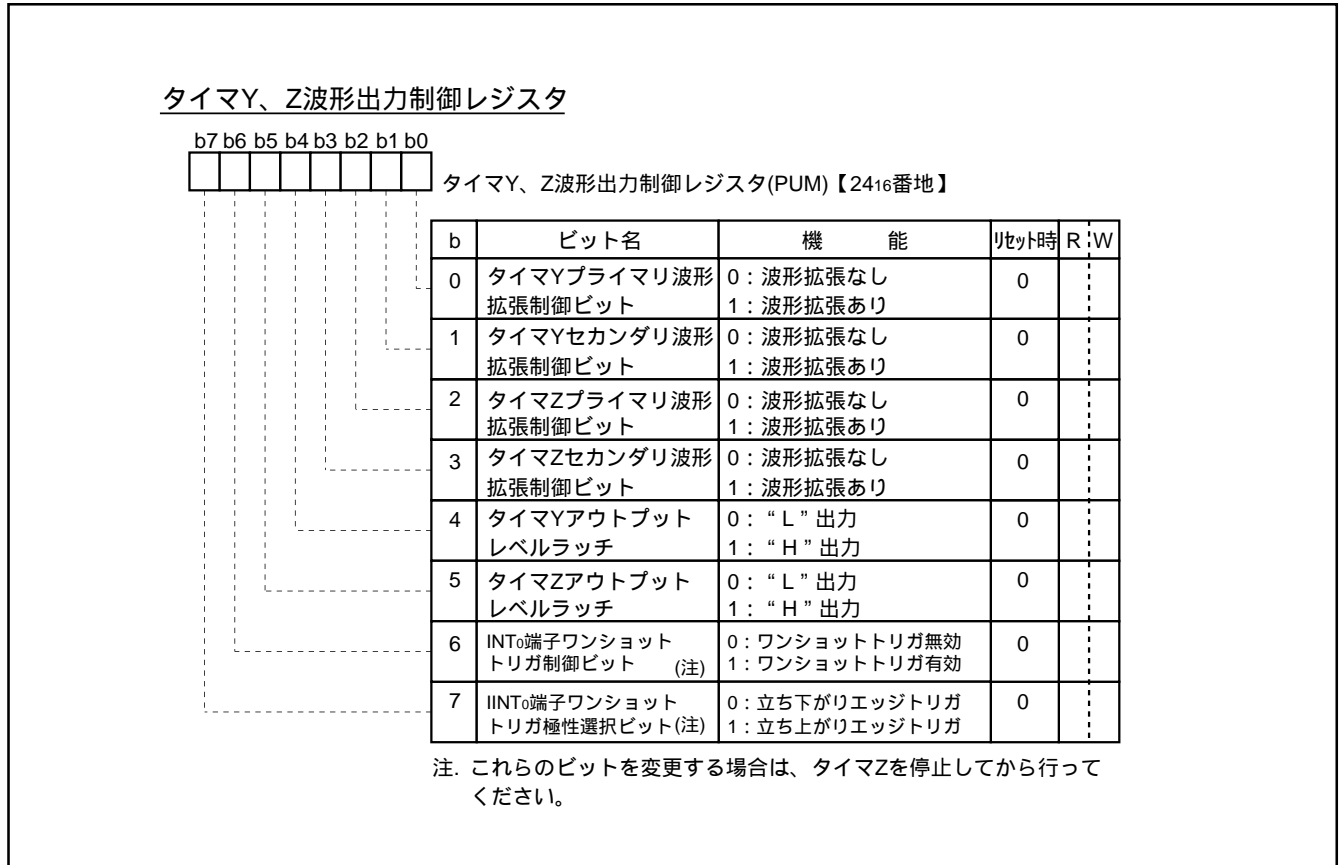 タイマY、Z波形出力制御レジスタ
b7 b6 b5 b4 b3 b2 b1 b0
タイマY、Z波形出力制御レジスタ(PUM)【2416番地】
b ビット名 機 能 リセット時 R W
0 タイマYプライマリ波形 0：波形拡張なし 0
拡張制御ビット 1：波形拡張あり
1 タイマYセカンダリ波形 0：波形拡張なし 0
拡張制御ビット 1：波形拡張あり
2 タイマZプライマリ波形 0：波形拡張なし 0
拡張制御ビット 1：波形拡張あり
3 タイマZセカンダリ波形 0：波形拡張なし 0
拡張制御ビット 1：波形拡張あり
4 タイマYアウトプット 0：“L”出力 0
レベルラッチ 1：“H”出力
5 タイマZアウトプット 0：“L”出力 0
レベルラッチ 1：“H”出力
6 INT0端子ワンショット 0：ワンショットトリガ無効 0
トリガ制御ビット (注) 1：ワンショットトリガ有効
7 IINT0端子ワンショット 0：立ち下がりエッジトリガ 0
トリガ極性選択ビット(注) 1：立ち上がりエッジトリガ
注. これらのビットを変更する場合は、タイマZを停止してから行って
ください。